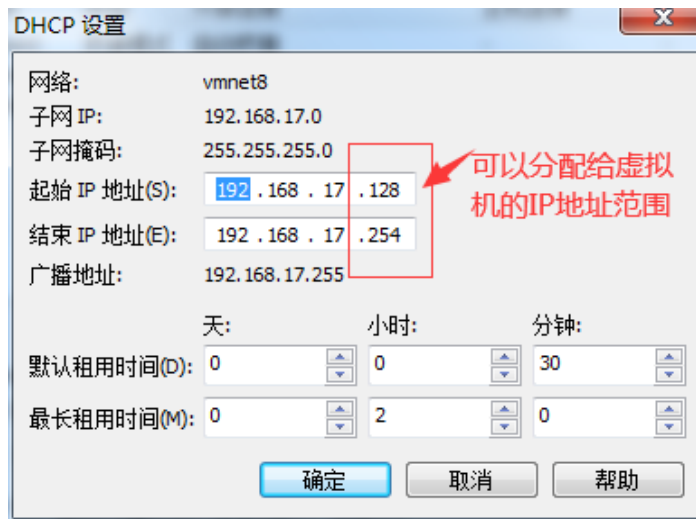 DHCP 设置
网络: vmnet8
子网 IP: 192.168.17.0
子网掩码: 255.255.255.0
起始 IP 地址(S): 192 . 168 . 17 . 128
结束 IP 地址(E): 192 . 168 . 17 . 254
可以分配给虚拟
机的IP地址范围
广播地址: 192.168.17.255
天: 小时: 分钟:
默认租用时间(D): 0 0 30
最长租用时间(M): 0 2 0
确定 取消 帮助